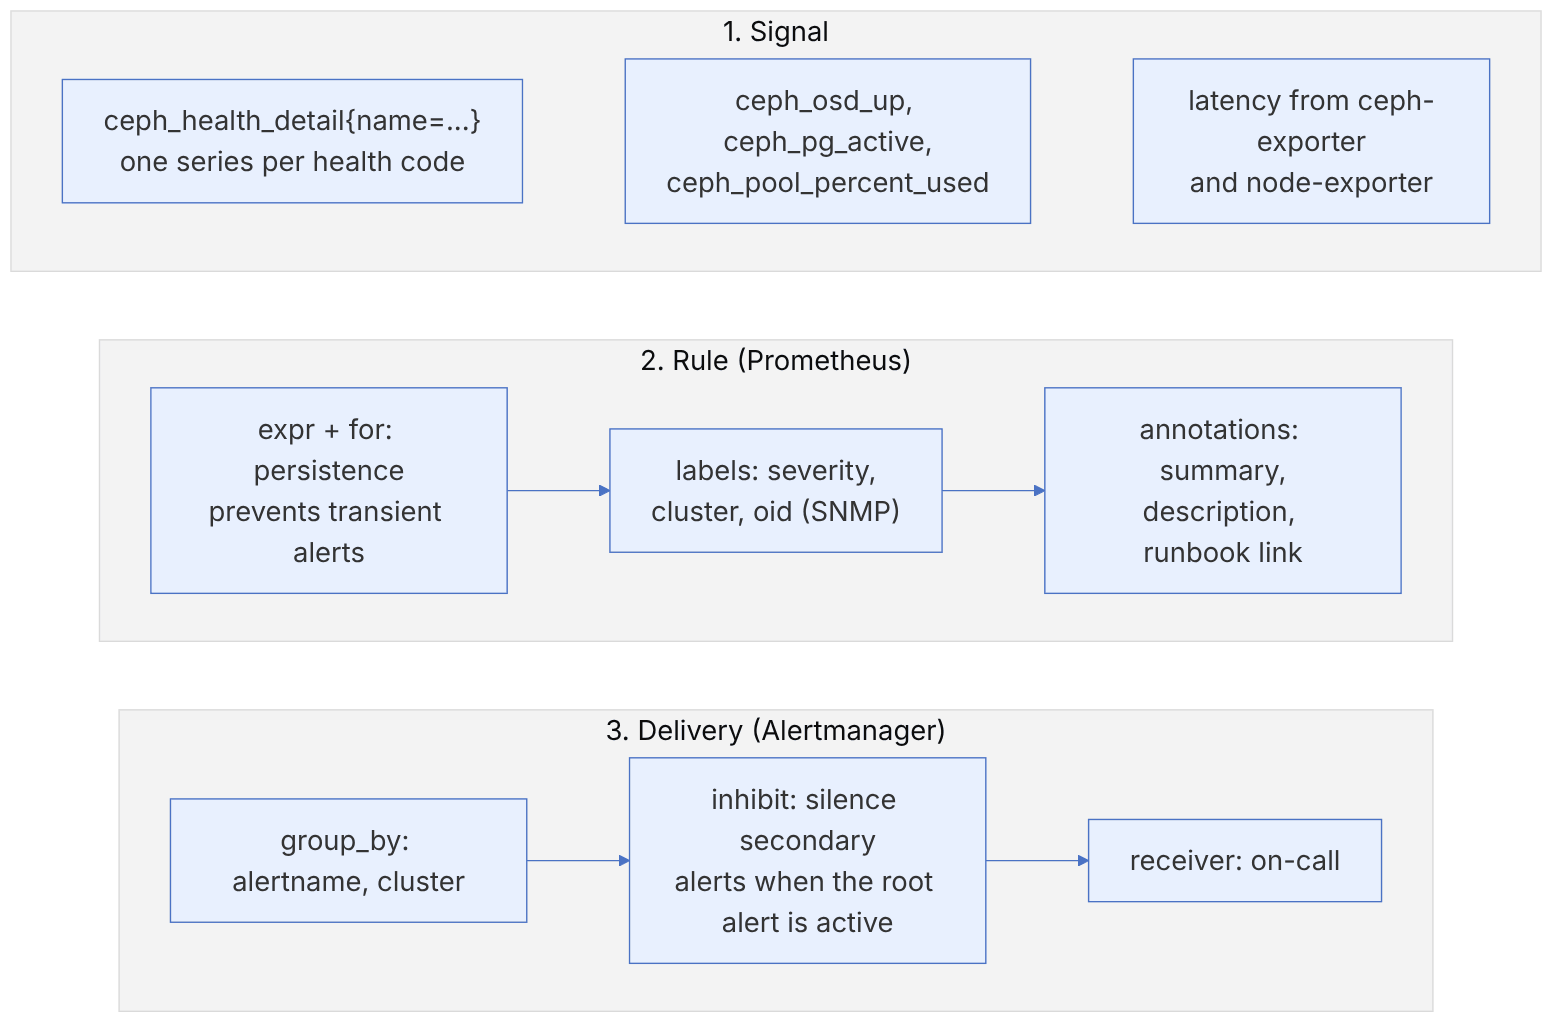 1. Signal
ceph_health_detail{name=...}
one series per health code
ceph_osd_up,
ceph_pg_active,
ceph_pool_percent_used
latency from ceph-
exporter
and node-exporter
2. Rule (Prometheus)
expr + for:
persistence
prevents transient
alerts
labels: severity,
cluster, oid (SNMP)
annotations:
summary,
description,
runbook link
3. Delivery (Alertmanager)
group_by:
alertname, cluster
inhibit: silence
secondary
alerts when the root
alert is active
receiver: on-call